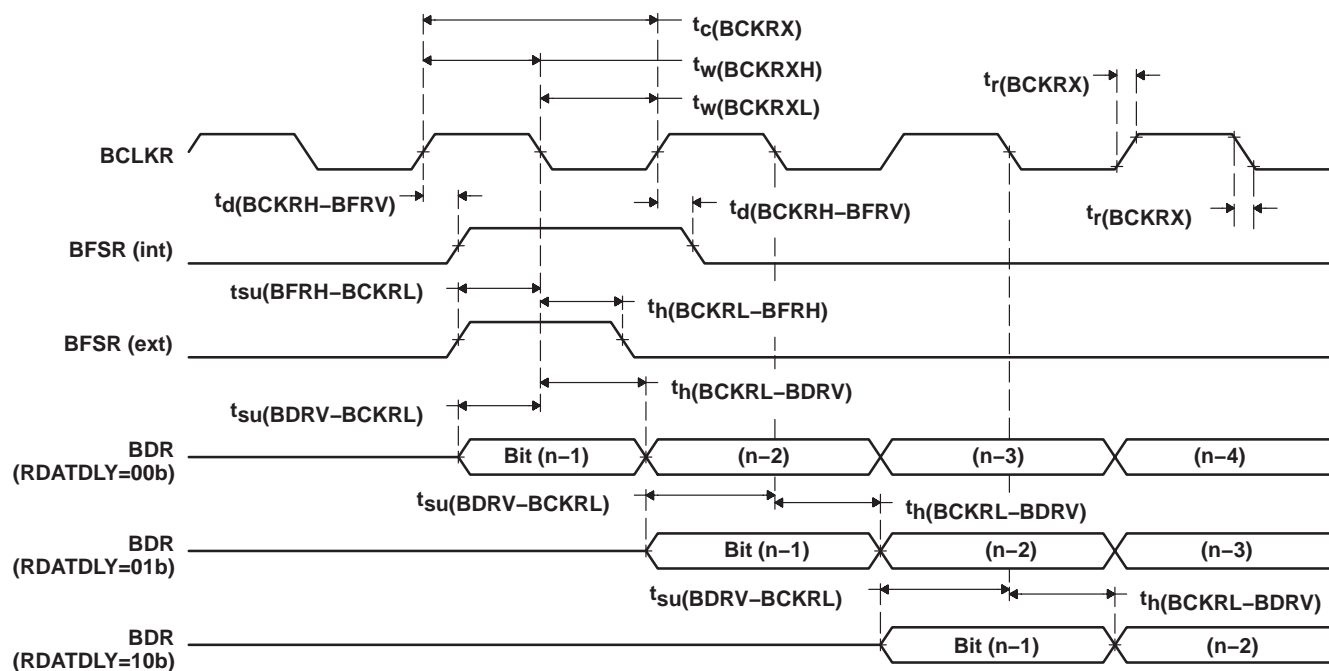 tc(BCKRX)
tw(BCKRXH)
tr(BCKRX)
tw(BCKRXL)
BCLKR
td(BCKRH–BFRV)
td(BCKRH–BFRV)
tr(BCKRX)
BFSR (int)
tsu(BFRH–BCKRL)
th(BCKRL–BFRH)
BFSR (ext)
th(BCKRL–BDRV)
tsu(BDRV–BCKRL)
BDR
(RDATDLY=00b)
Bit (n–1)
(n–2)
(n–3)
(n–4)
tsu(BDRV–BCKRL)
th(BCKRL–BDRV)
BDR
(RDATDLY=01b)
Bit (n–1)
(n–2)
(n–3)
tsu(BDRV–BCKRL)
th(BCKRL–BDRV)
BDR
(RDATDLY=10b)
Bit (n–1)
(n–2)